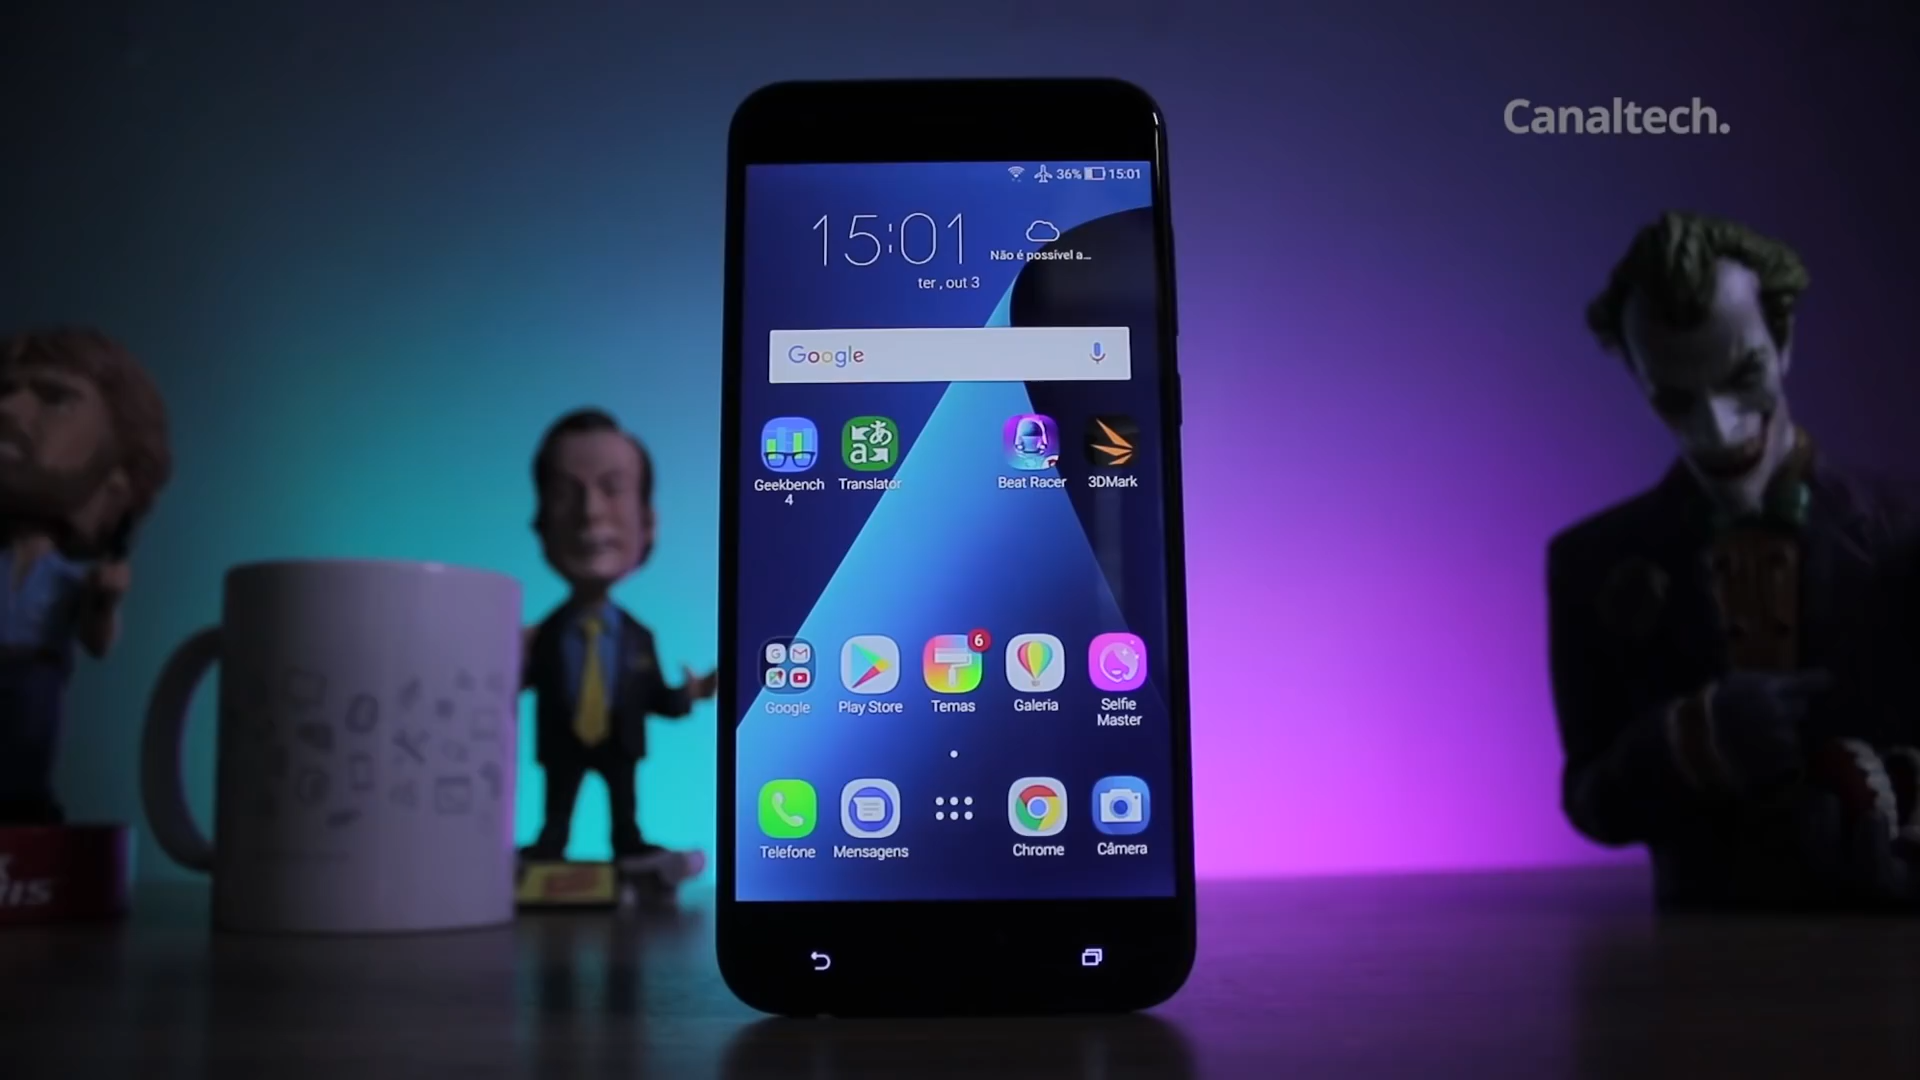 Canaltech.
36% 15:01
15:01
Não é possível a...
ter , out 3
Google
Geekbench 4
Translator
Beat Racer
3DMark
6
Google
Play Store
Temas
Galeria
Selfie Master
Telefone
Mensagens
Chrome
Câmera